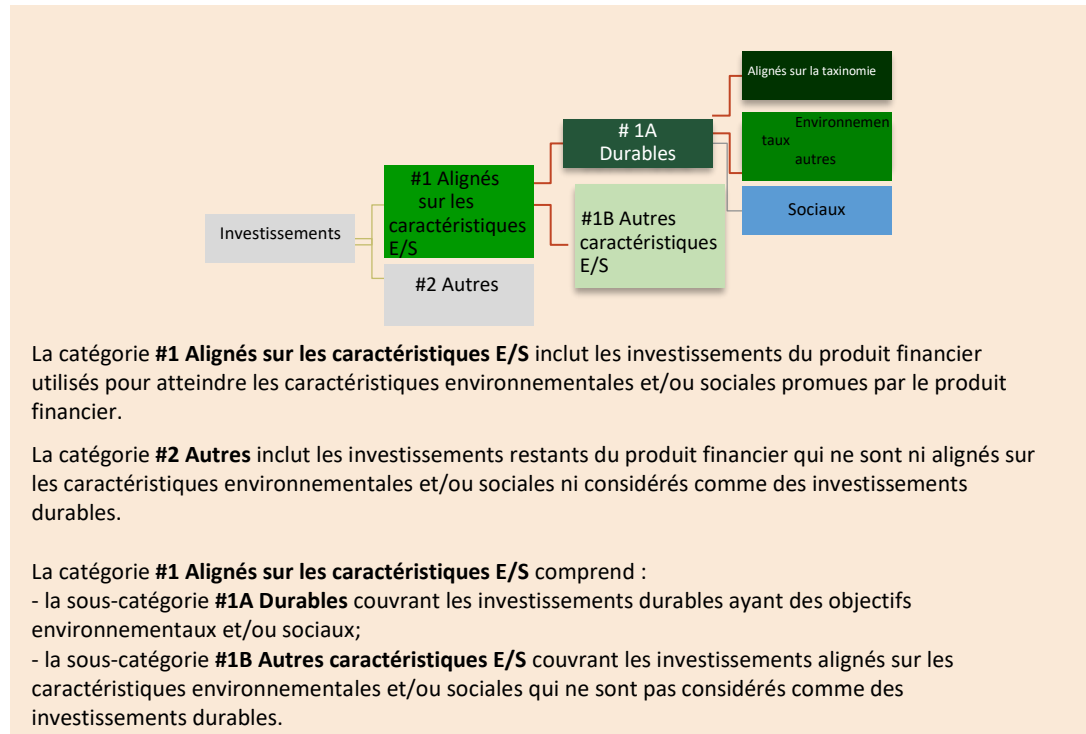 Alignés sur la taxinomie
# 1A
Durables
Environnemen
taux
autres
#1 Alignés
sur les
caractéristiques
E/S
#1B Autres
caractéristiques
E/S
Sociaux
Investissements
#2 Autres
La catégorie #1 Alignés sur les caractéristiques E/S inclut les investissements du produit financier
utilisés pour atteindre les caractéristiques environnementales et/ou sociales promues par le produit
financier.
La catégorie #2 Autres inclut les investissements restants du produit financier qui ne sont ni alignés sur
les caractéristiques environnementales et/ou sociales ni considérés comme des investissements
durables.
La catégorie #1 Alignés sur les caractéristiques E/S comprend :
- la sous-catégorie #1A Durables couvrant les investissements durables ayant des objectifs
environnementaux et/ou sociaux;
- la sous-catégorie #1B Autres caractéristiques E/S couvrant les investissements alignés sur les
caractéristiques environnementales et/ou sociales qui ne sont pas considérés comme des
investissements durables.